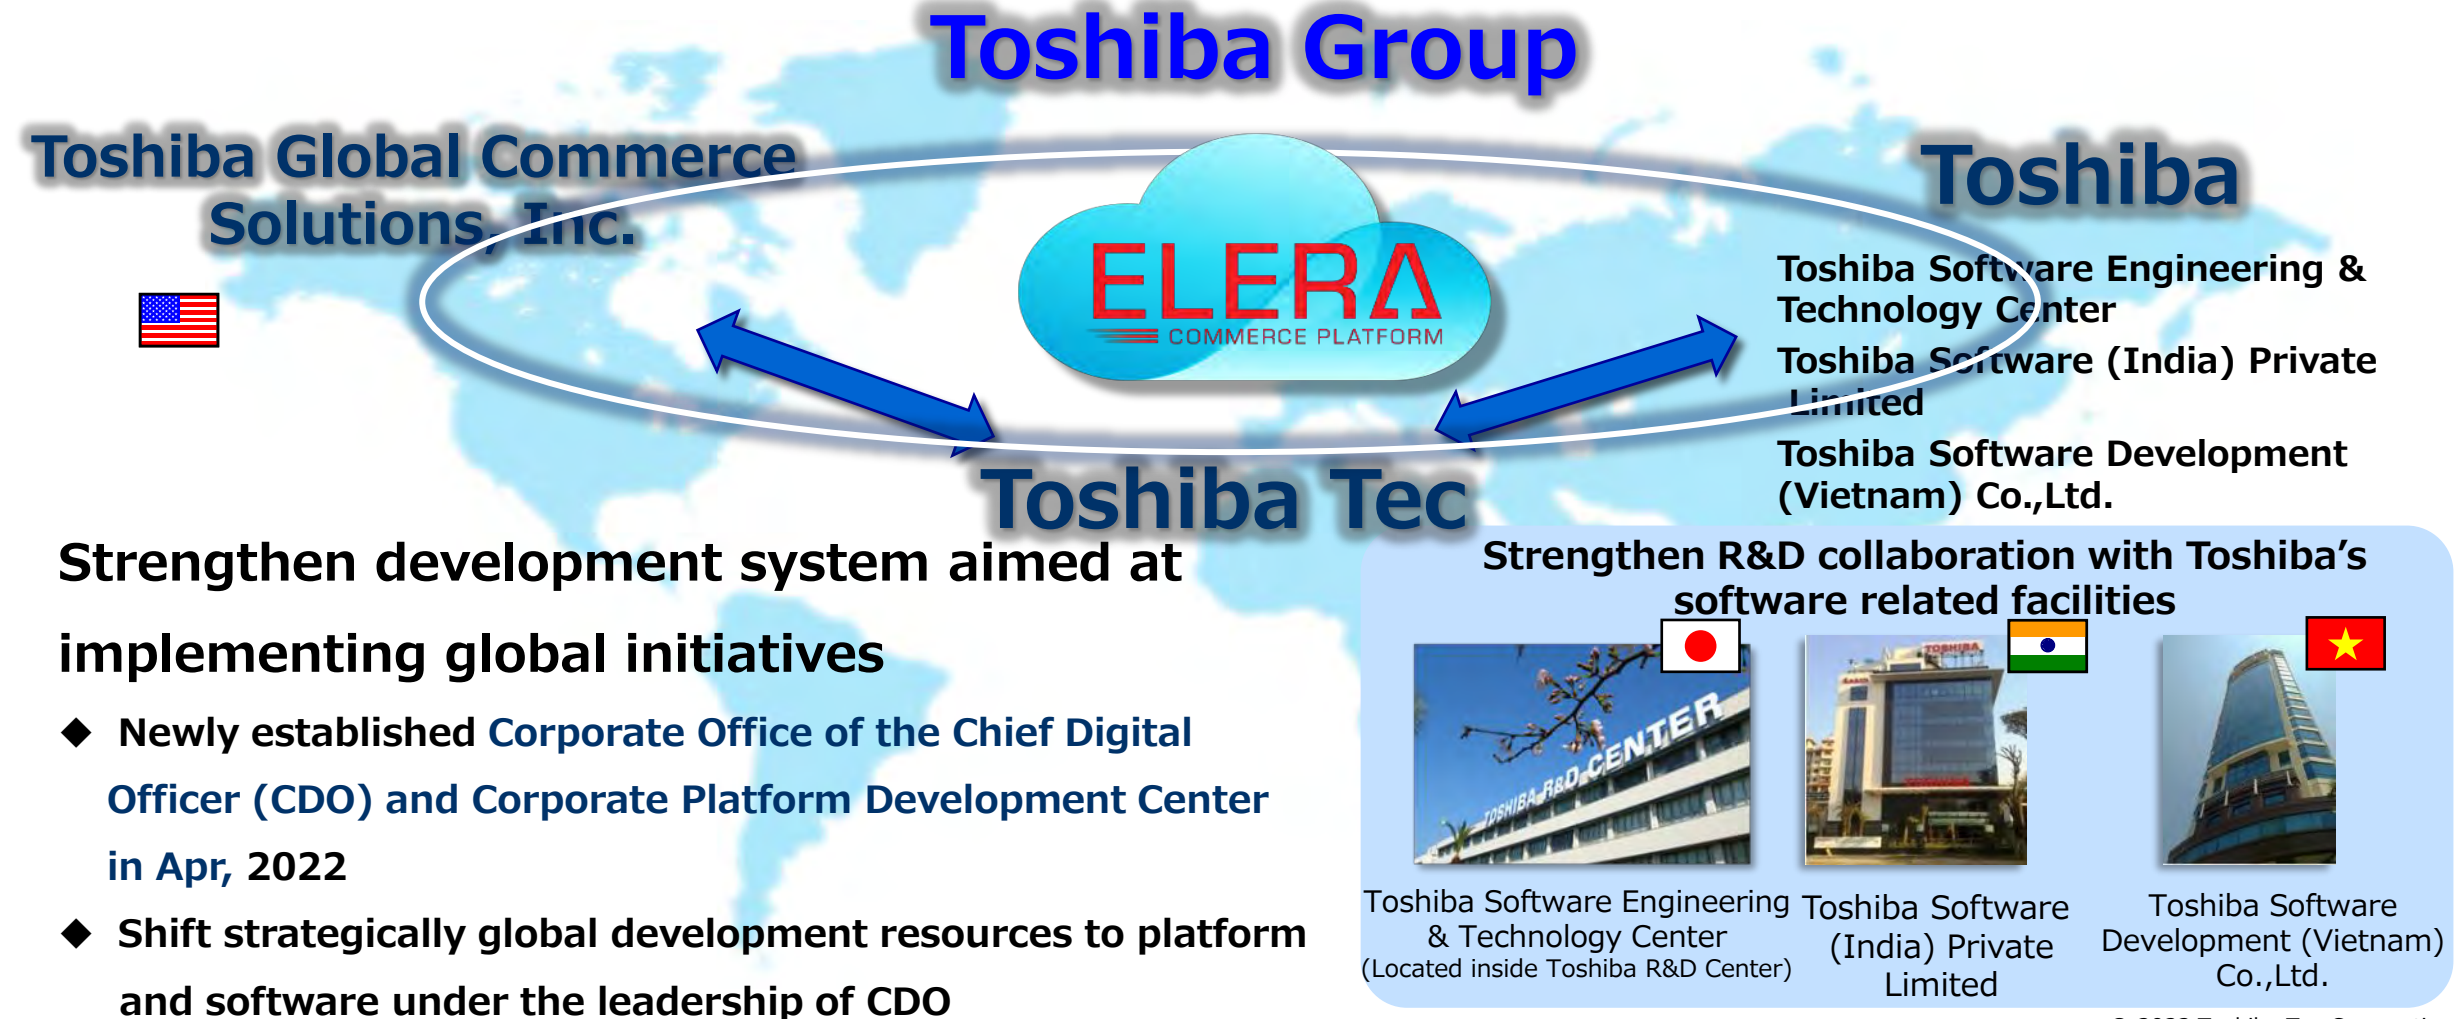 Toshiba Group
Toshiba Global Commerce
Solutions, Inc.
ELERA
COMMERCE PLATFORM
Toshiba
Toshiba Software Engineering &
Technology Center
Toshiba Software (India) Private
Limited
Toshiba Software Development
(Vietnam) Co.,Ltd.
Toshiba Tec
Strengthen development system aimed at
implementing global initiatives
◆ Newly established Corporate Office of the Chief Digital
Officer (CDO) and Corporate Platform Development Center
in Apr, 2022
◆ Shift strategically global development resources to platform
and software under the leadership of CDO
Strengthen R&D collaboration with Toshiba’s
software related facilities
TOSHIBA R&D CENTER
TOSHIBA
Toshiba Software Engineering
& Technology Center
(Located inside Toshiba R&D Center)
Toshiba Software
(India) Private
Limited
Toshiba Software
Development (Vietnam)
Co.,Ltd.